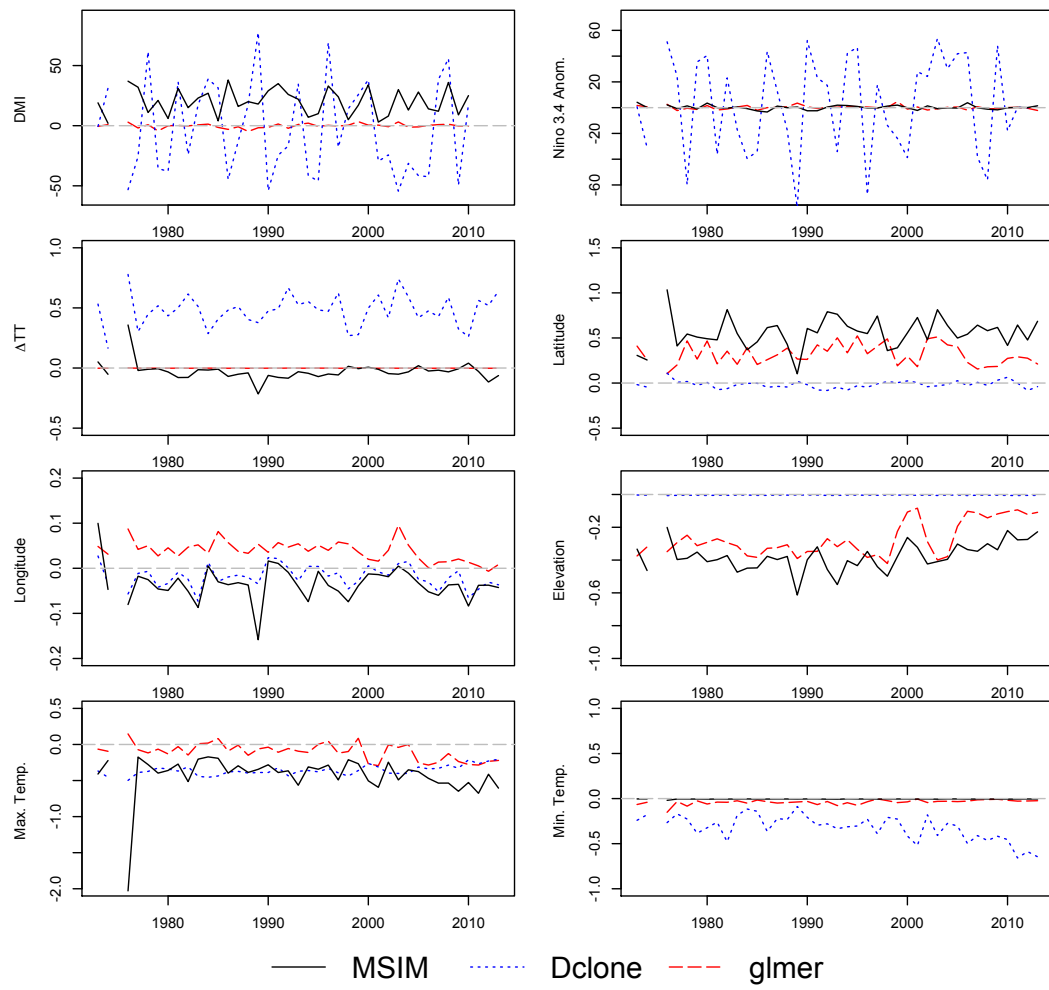 DMI
50
0
-50
1980 1990 2000 2010
Nino 3.4 Anom.
60
20
-20
-60
1980 1990 2000 2010
ΔTT
1.0
0.5
0.0
-0.5
1980 1990 2000 2010
Latitude
1.5
1.0
0.5
0.0
-0.5
1980 1990 2000 2010
Longitude
0.2
0.1
0.0
-0.1
-0.2
1980 1990 2000 2010
Elevation
-0.2
-0.6
-1.0
1980 1990 2000 2010
Max. Temp.
0.5
0.0
-1.0
-2.0
1980 1990 2000 2010
Min. Temp.
1.0
0.5
0.0
-0.5
-1.0
1980 1990 2000 2010
MSIM Dclone glmer